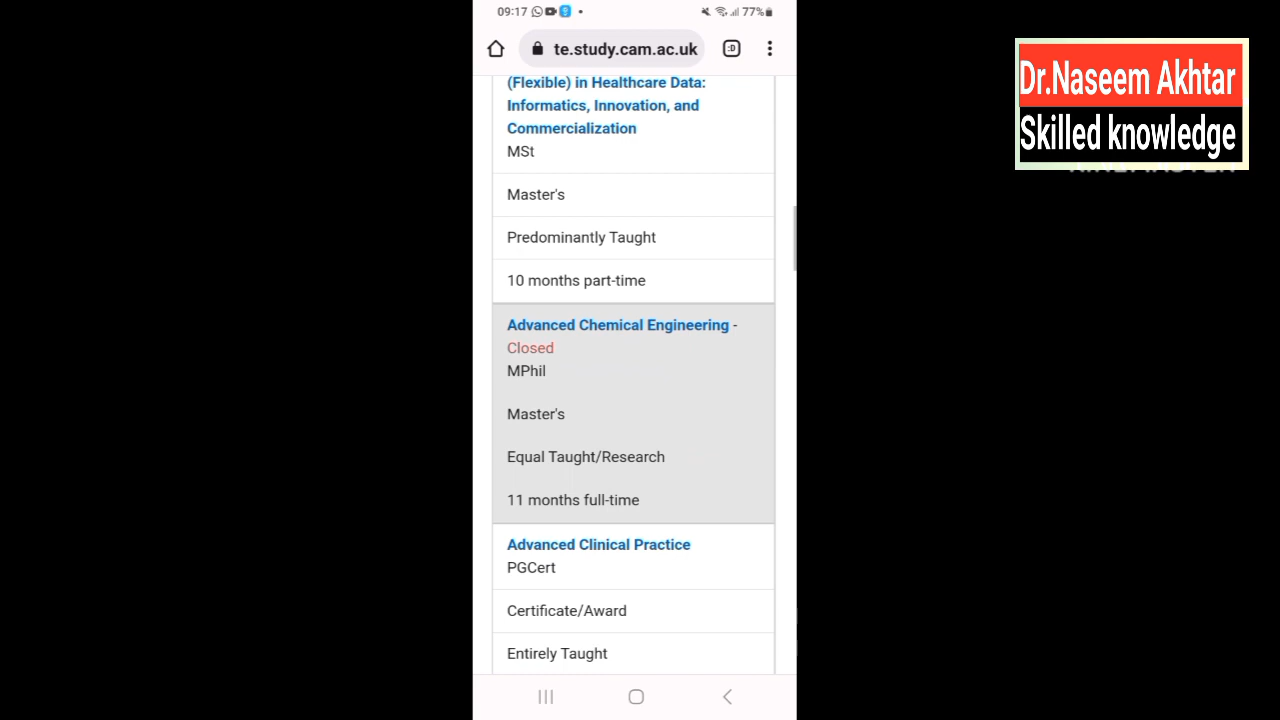 09:17
77%
:D
te.study.cam.ac.uk
Dr.Naseem Akhtar
Skilled knowledge
(Flexible) in Healthcare Data:
Informatics, Innovation, and
Commercialization
MSt
Master's
Predominantly Taught
10 months part-time
Advanced Chemical Engineering -
Closed
MPhil
Master's
Equal Taught/Research
11 months full-time
Advanced Clinical Practice
PGCert
Certificate/Award
Entirely Taught